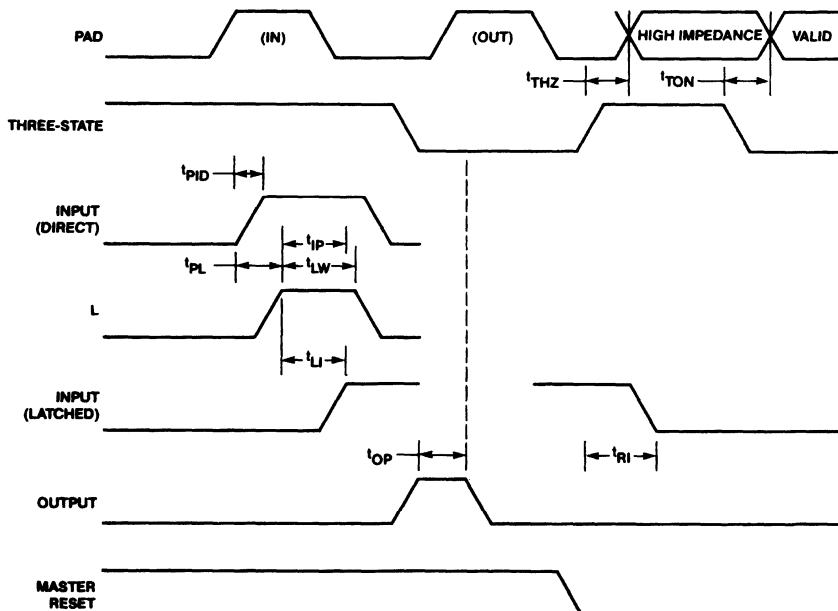 PAD
(IN)
(OUT)
HIGH IMPEDANCE
VALID
tTHZ
tTON
THREE-STATE
tPID
INPUT
(DIRECT)
tIP
tPL
tLW
L
tLI
INPUT
(LATCHED)
tOP
tRI
OUTPUT
MASTER
RESET